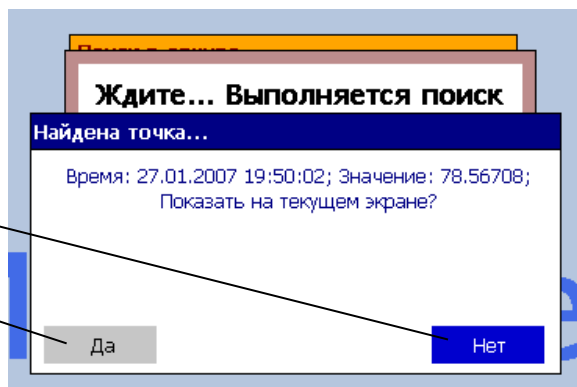 Ждите... Выполняется поиск
Найдена точка...
Время: 27.01.2007 19:50:02; Значение: 78.56708;
Показать на текущем экране?
Да
Нет